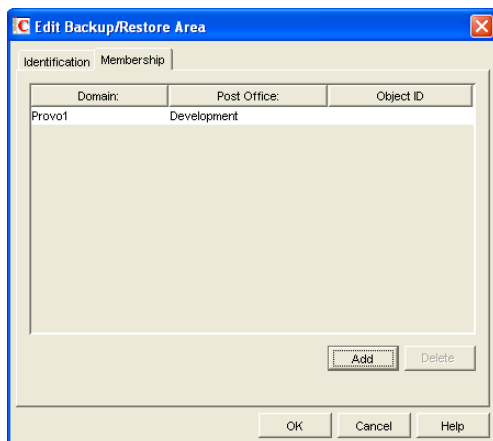 Edit Backup/Restore Area
Identification Membership
Domain: Post Office: Object ID
Provo1 Development
Add Delete
OK Cancel Help